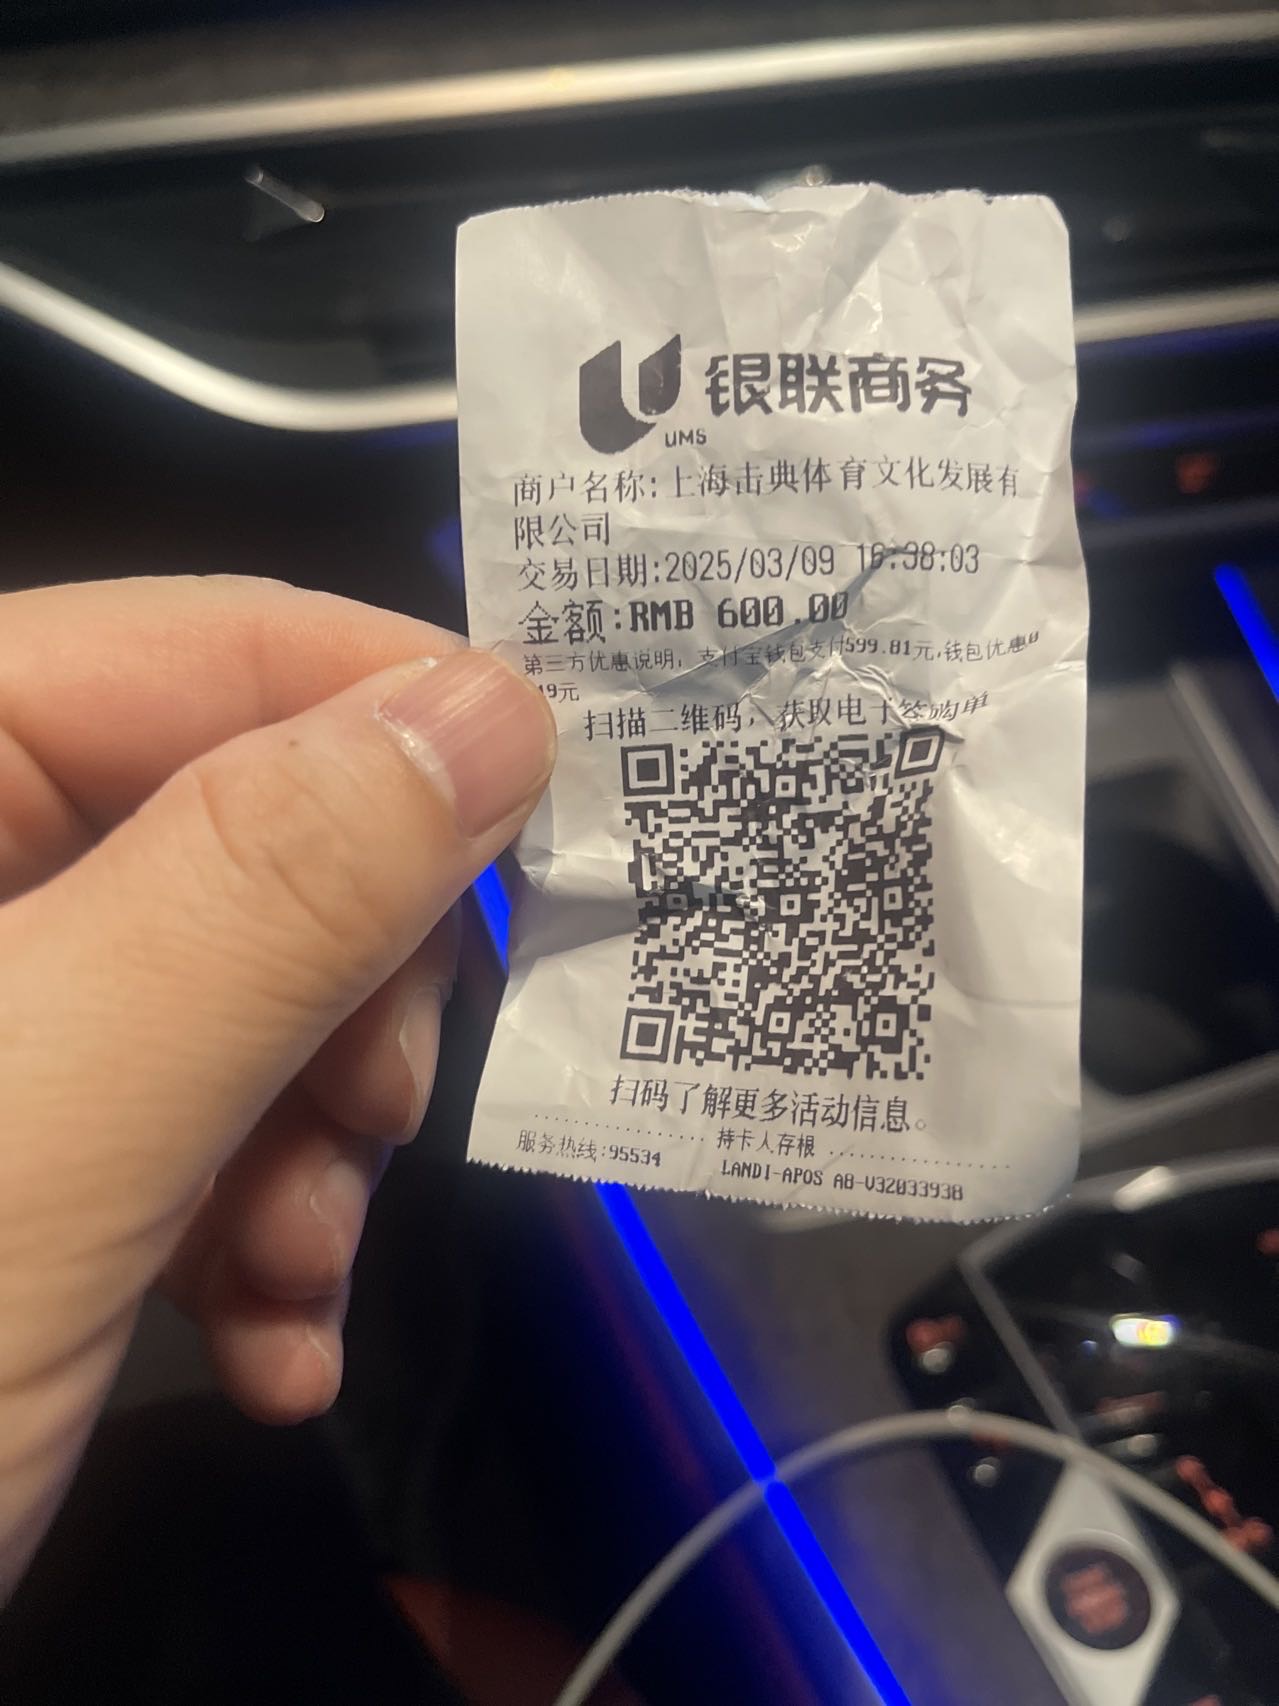 银联商务
UMS
商户名称:上海击典体育文化发展有
限公司
交易日期:2025/03/09 16:38:03
金额:RMB 600.00
第三方优惠说明，支付宝钱包支付599.81元,钱包优惠0
.19元
扫描二维码，获取电子签购单
扫码了解更多活动信息。
持卡人存根
服务热线:95534
LANDI-APOS A8-V32033938